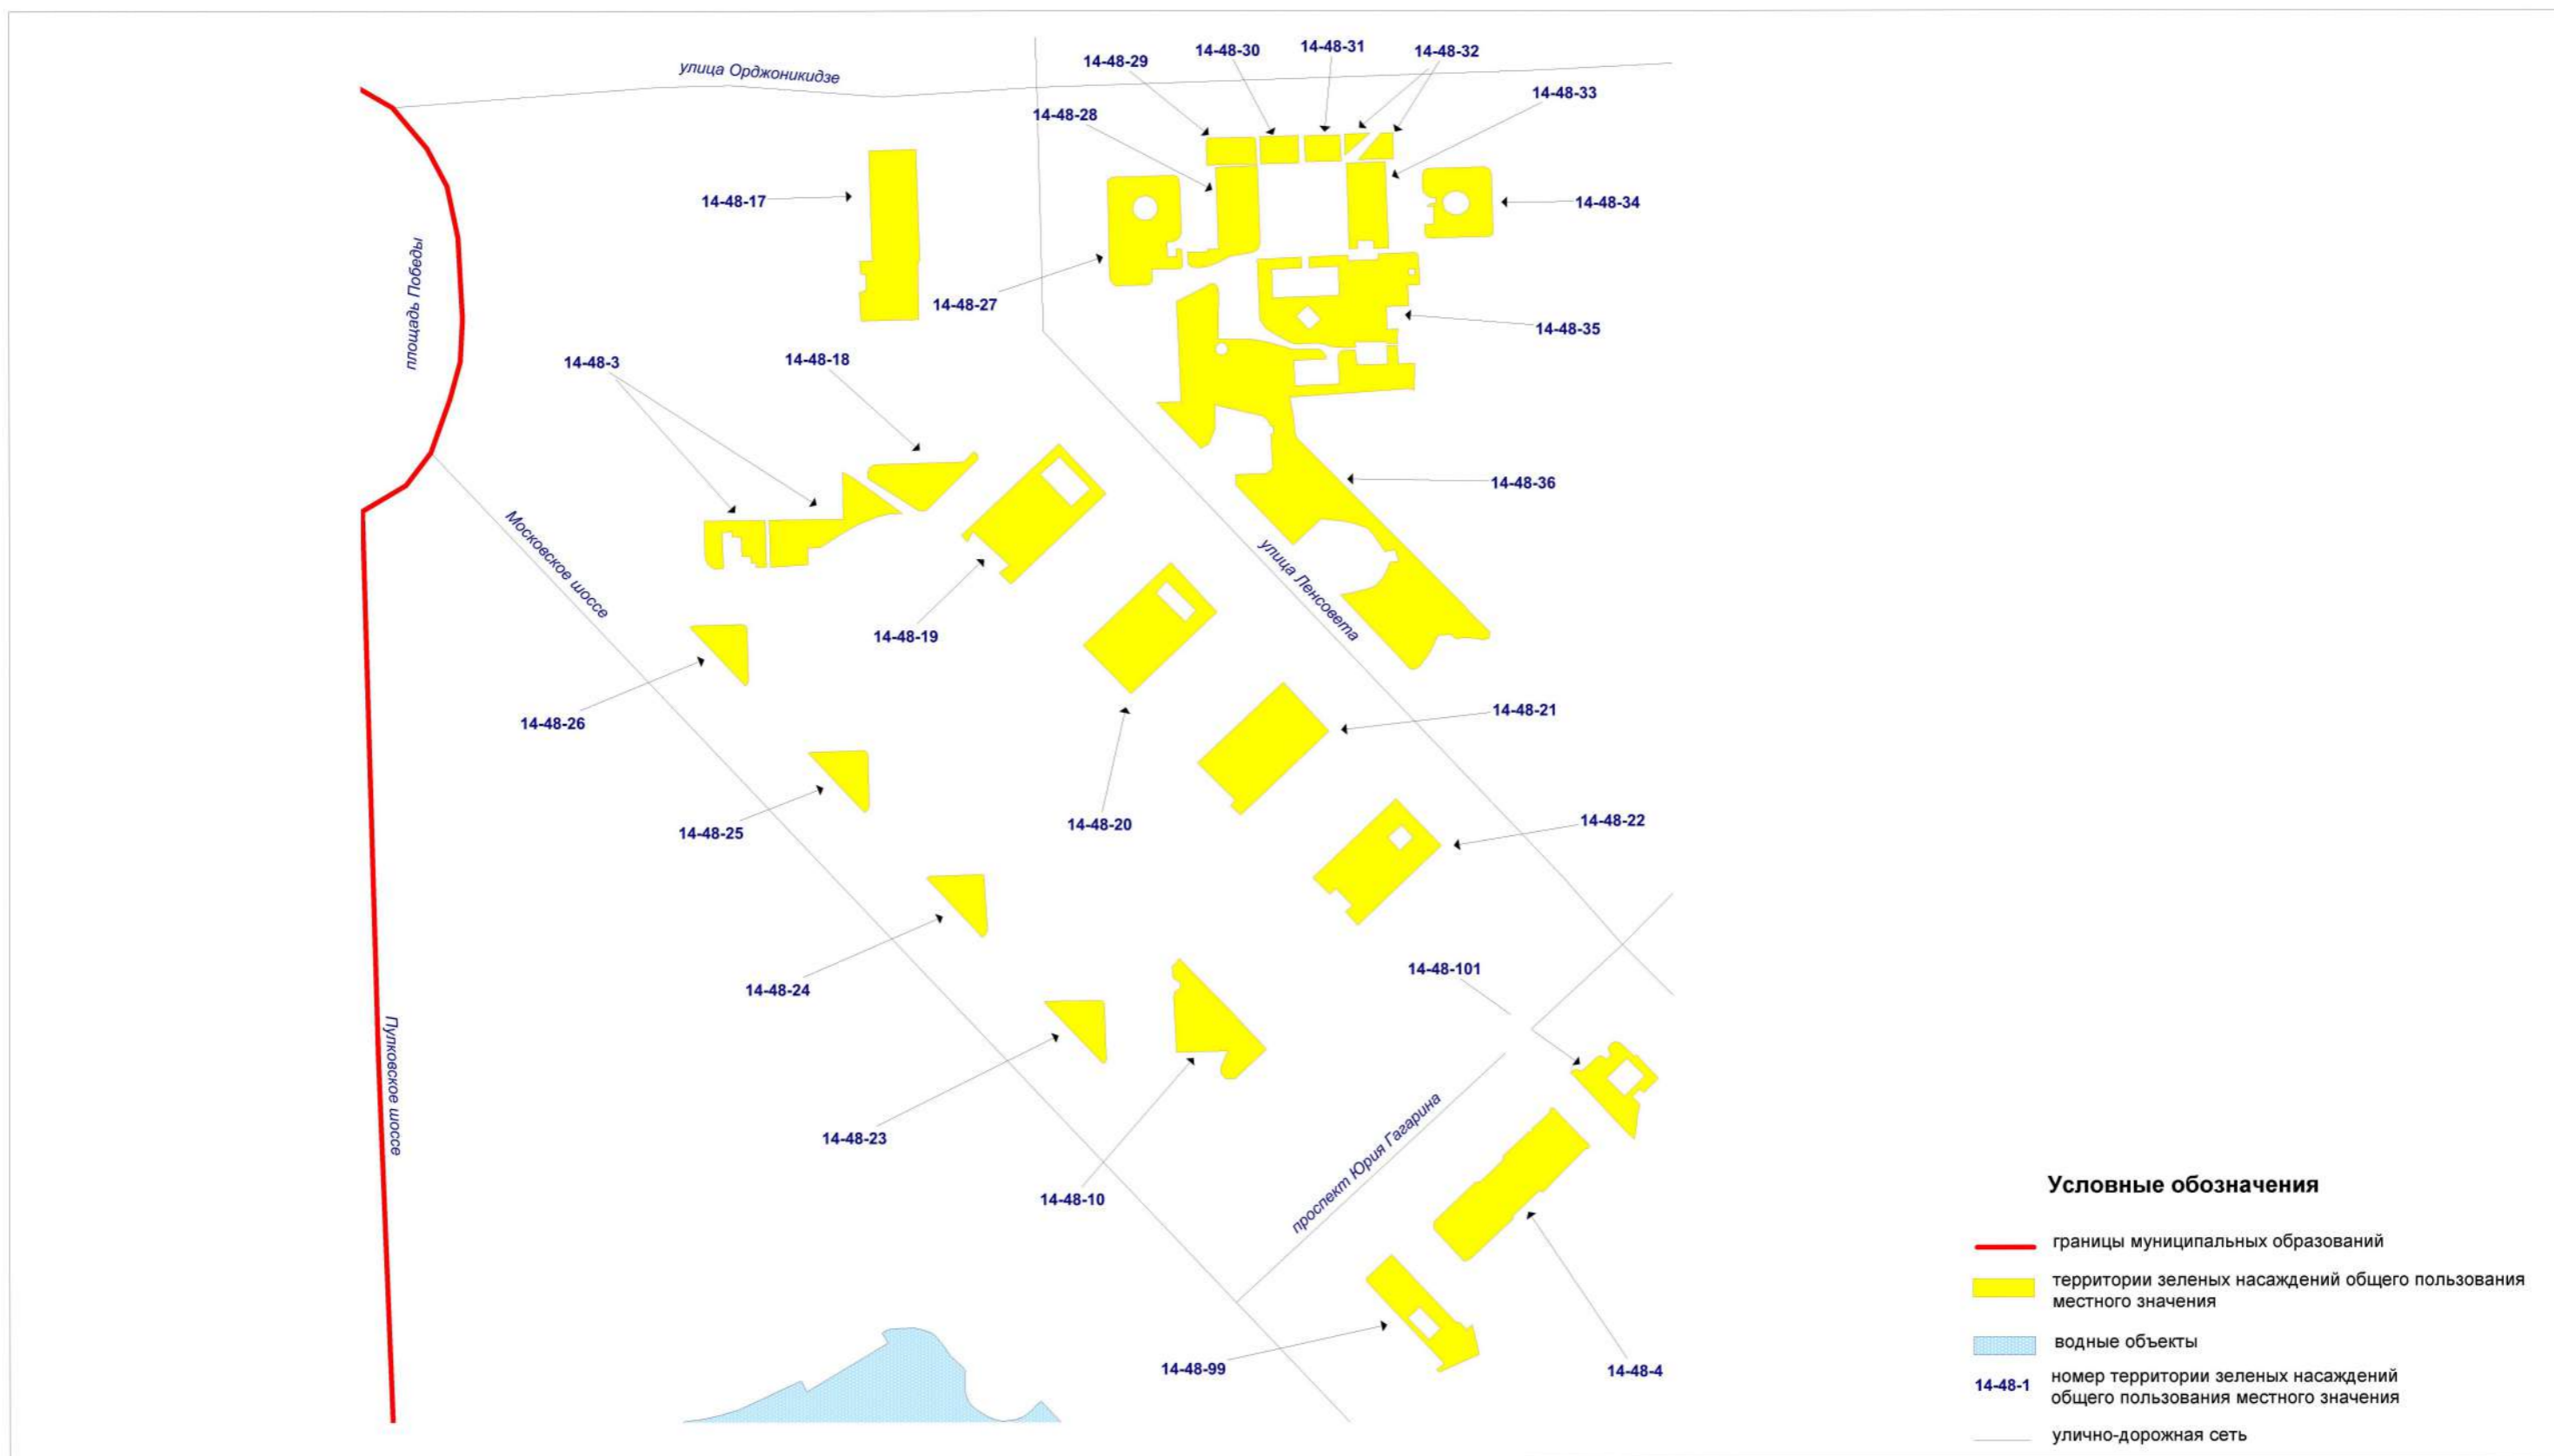 14-48-31
14-48-30
14-48-32
14-48-29
улица Орджоникидзе
14-48-33
14-48-28
14-48-17
14-48-34
площадь Победы
14-48-27
14-48-35
14-48-18
14-48-3
14-48-36
Московское шоссе
улица Ленсовета
14-48-19
14-48-21
14-48-26
14-48-22
14-48-20
14-48-25
14-48-101
14-48-24
Пулковское шоссе
14-48-23
проспект Юрия Гагарина
14-48-10
14-48-99
14-48-4
Условные обозначения
границы муниципальных образований
территории зеленых насаждений общего пользования
местного значения
водные объекты
14-48-1
номер территории зеленых насаждений
общего пользования местного значения
улично-дорожная сеть